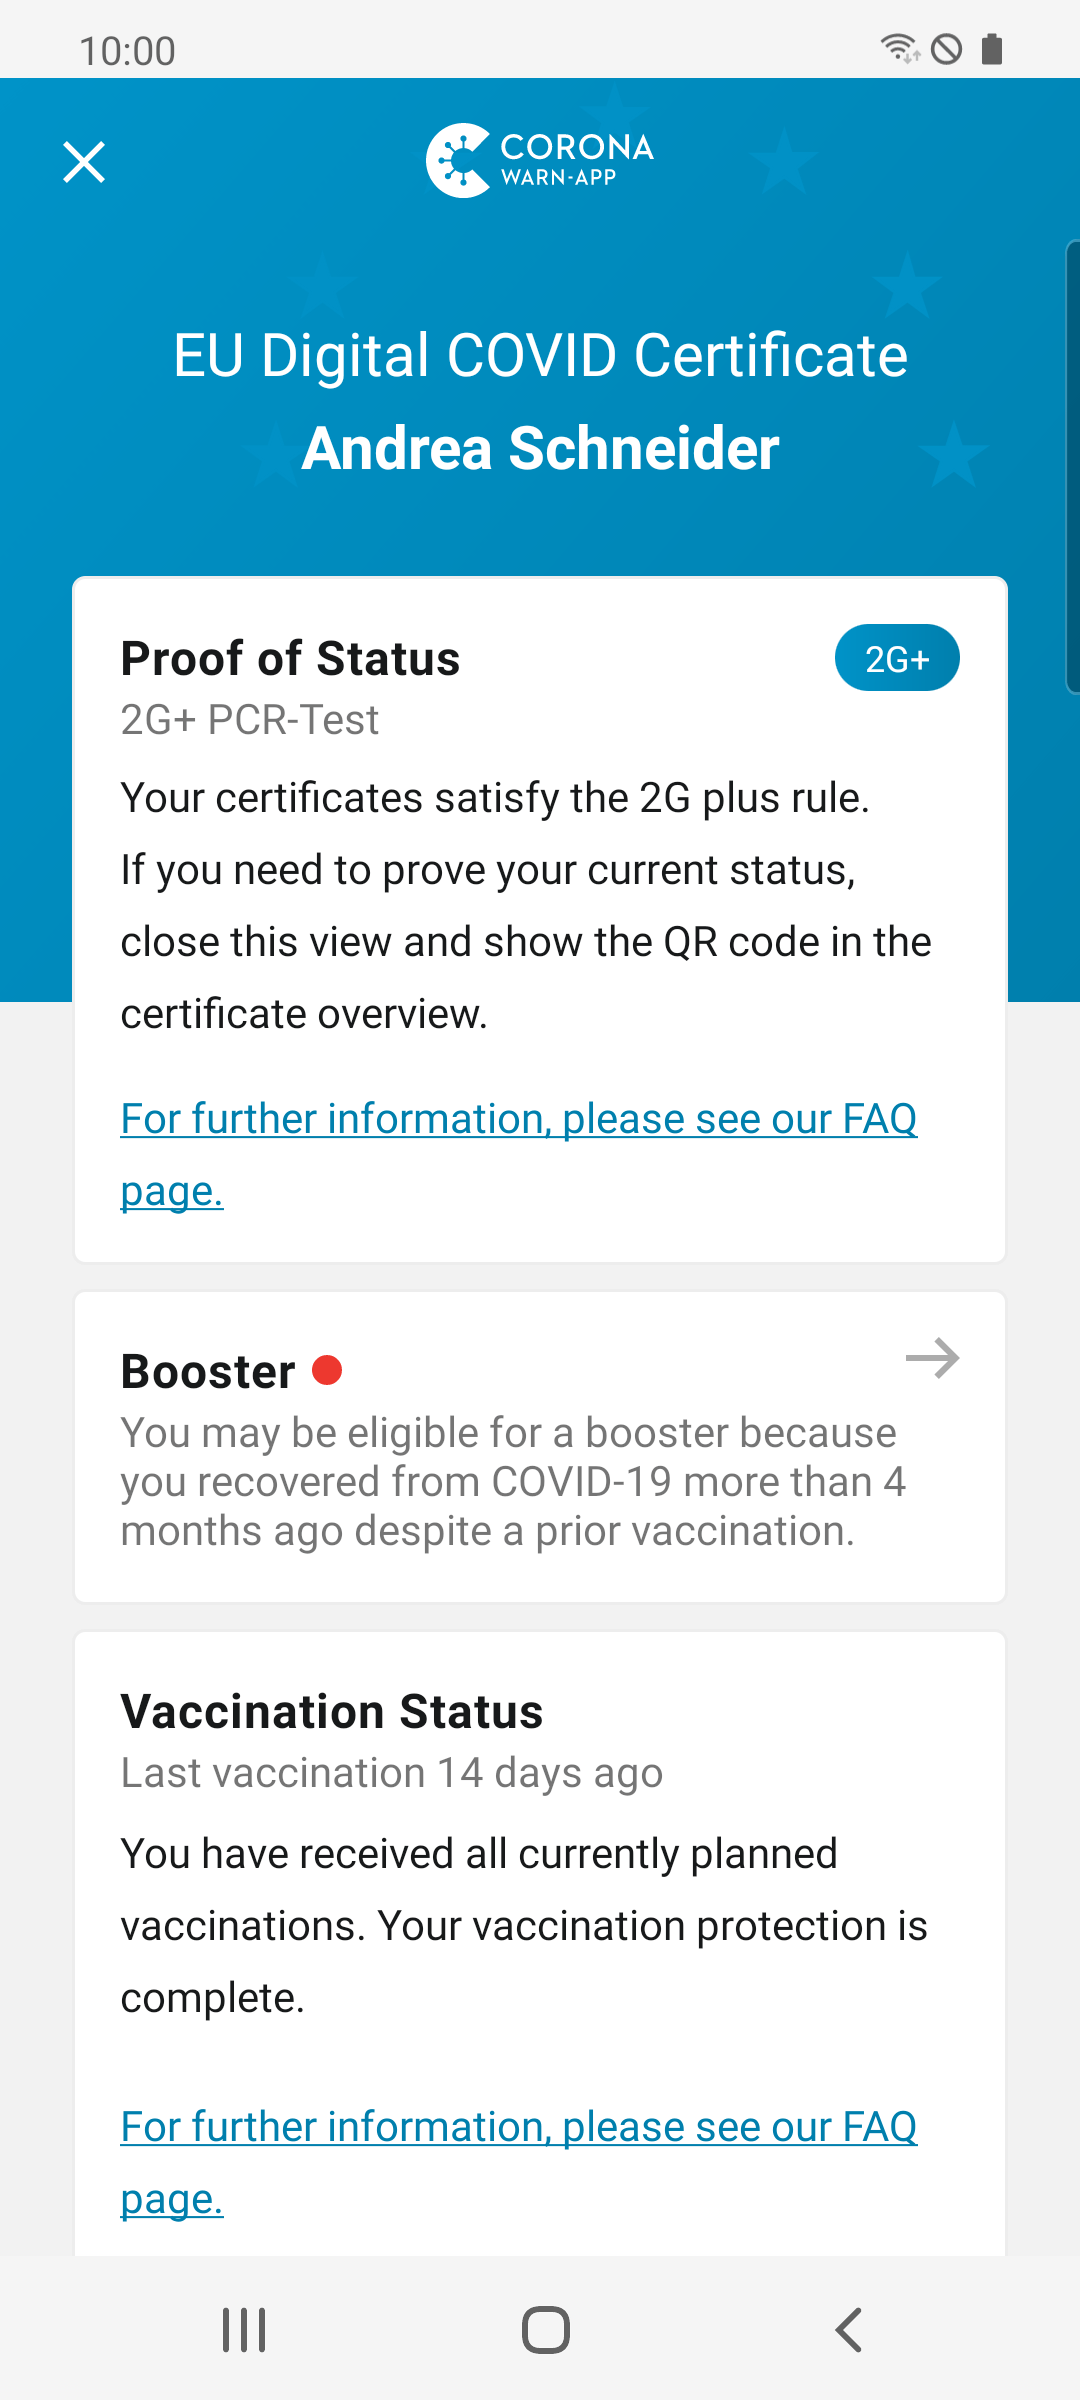 10:00
CORONA
WARN-APP
EU Digital COVID Certificate
Andrea Schneider
Proof of Status
2G+
2G+ PCR-Test
Your certificates satisfy the 2G plus rule.
If you need to prove your current status,
close this view and show the QR code in the
certificate overview.
For further information, please see our FAQ
page.
Booster
You may be eligible for a booster because
you recovered from COVID-19 more than 4
months ago despite a prior vaccination.
Vaccination Status
Last vaccination 14 days ago
You have received all currently planned
vaccinations. Your vaccination protection is
complete.
For further information, please see our FAQ
page.